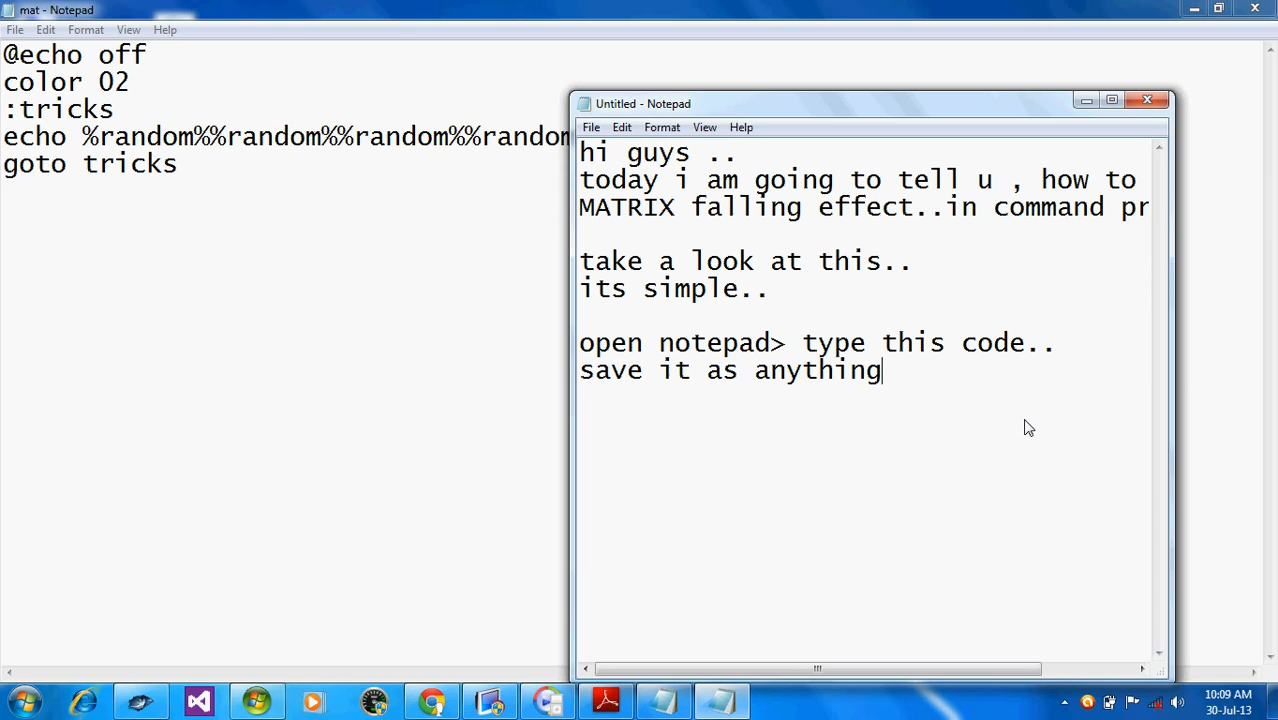 mat - Notepad
File Edit Format View Help
@echo off
color 02
:tricks
echo %random%%random%%random%%random
goto tricks
Untitled - Notepad
File Edit Format View Help
hi guys ..
today i am going to tell u , how to
MATRIX falling effect..in command pr
take a look at this..
its simple..
open notepad> type this code..
save it as anything
10:09 AM
30-Jul-13